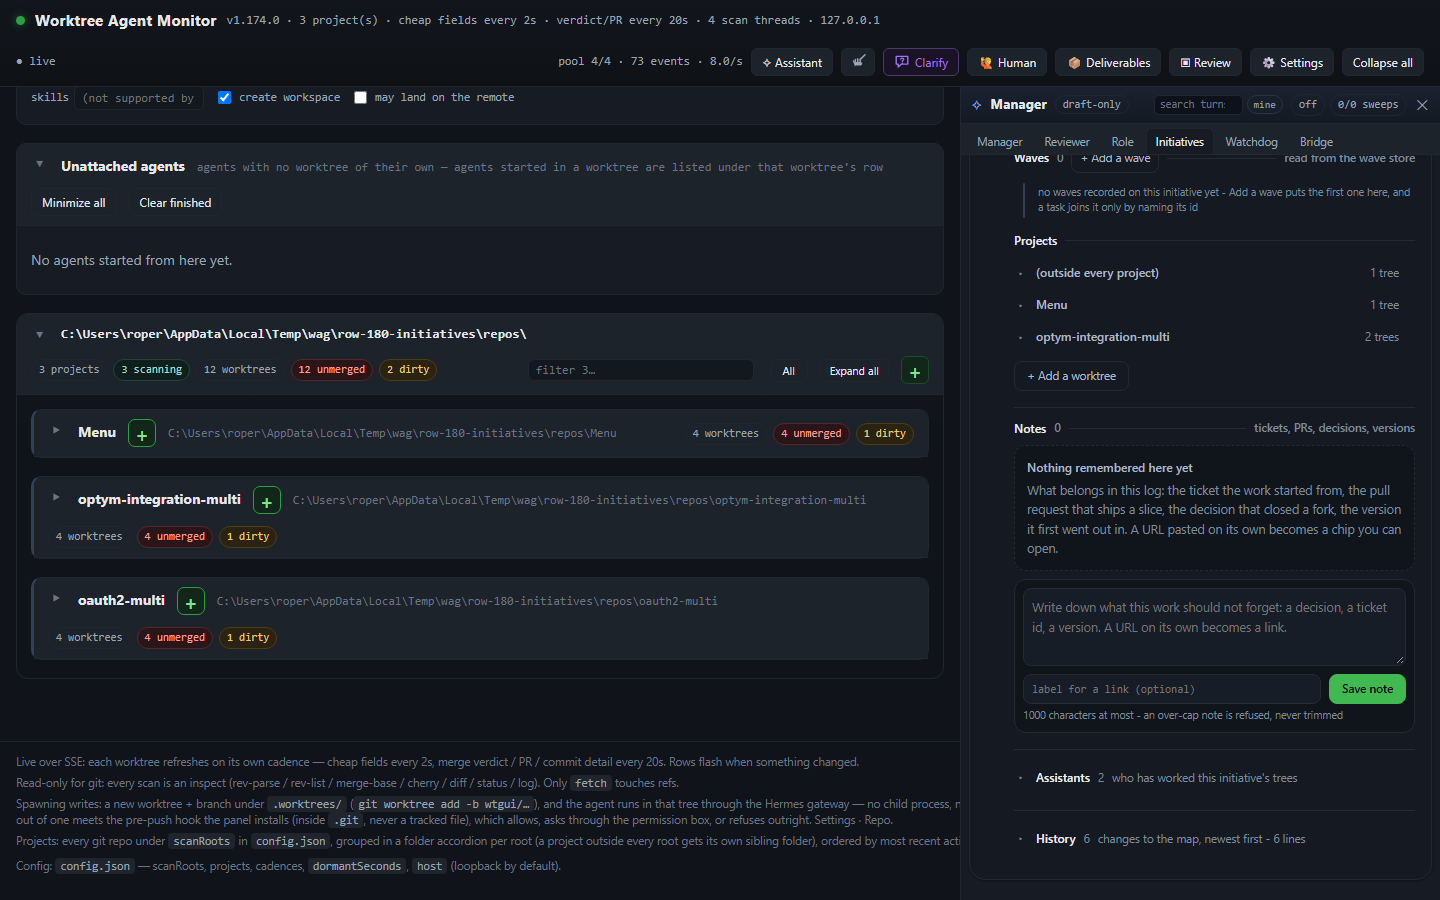 Worktree Agent Monitor v1.174.0 · 3 project(s) · cheap fields every 2s · verdict/PR every 20s · 4 scan threads · 127.0.0.1
live
pool 4/4 · 73 events · 8.0/s
Assistant
Clarify
Human
Deliverables
Review
Settings
Collapse all
skills (not supported by
create workspace
may land on the remote
Unattached agents agents with no worktree of their own — agents started in a worktree are listed under that worktree's row
Minimize all Clear finished
No agents started from here yet.
C:\Users\roper\AppData\Local\Temp\wag\row-180-initiatives\repos\
3 projects 3 scanning 12 worktrees 12 unmerged 2 dirty filter 3… All Expand all +
Menu + C:\Users\roper\AppData\Local\Temp\wag\row-180-initiatives\repos\Menu 4 worktrees 4 unmerged 1 dirty
optym-integration-multi + C:\Users\roper\AppData\Local\Temp\wag\row-180-initiatives\repos\optym-integration-multi
4 worktrees 4 unmerged 1 dirty
oauth2-multi + C:\Users\roper\AppData\Local\Temp\wag\row-180-initiatives\repos\oauth2-multi
4 worktrees 4 unmerged 1 dirty
Live over SSE: each worktree refreshes on its own cadence — cheap fields every 2s, merge verdict / PR / commit detail every 20s. Rows flash when something changed.
Read-only for git: every scan is an inspect (rev-parse / rev-list / merge-base / cherry / diff / status / log). Only fetch touches refs.
Spawning writes: a new worktree + branch under .worktrees/ ( git worktree add -b wtgui/… ), and the agent runs in that tree through the Hermes gateway — no child process,
out of one meets the pre-push hook the panel installs (inside .git, never a tracked file), which allows, asks through the permission box, or refuses outright. Settings · Repo.
Projects: every git repo under scanRoots in config.json, grouped in a folder accordion per root (a project outside every root gets its own sibling folder), ordered by most recent
Config: config.json — scanRoots, projects, cadences, dormantSeconds, host (loopback by default).
Manager draft-only search turn: mine off 0/0 sweeps
Manager Reviewer Role Initiatives Watchdog Bridge
Waves 0 + Add a wave read from the wave store
no waves recorded on this initiative yet - Add a wave puts the first one here, and
a task joins it only by naming its id
Projects
(outside every project) 1 tree
Menu 1 tree
optym-integration-multi 2 trees
+ Add a worktree
Notes 0 tickets, PRs, decisions, versions
Nothing remembered here yet
What belongs in this log: the ticket the work started from, the pull
request that ships a slice, the decision that closed a fork, the version
it first went out in. A URL pasted on its own becomes a chip you can
open.
Write down what this work should not forget: a decision, a ticket
id, a version. A URL on its own becomes a link.
label for a link (optional) Save note
1000 characters at most - an over-cap note is refused, never trimmed
Assistants 2 who has worked this initiative's trees
History 6 changes to the map, newest first - 6 lines